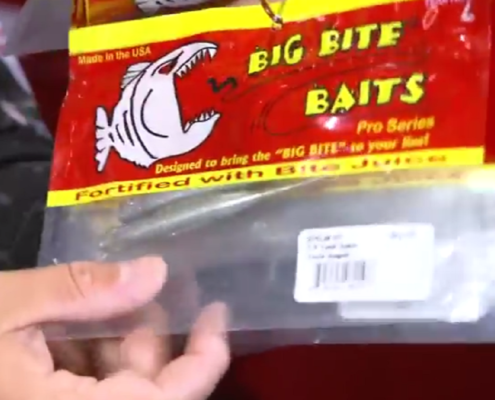 Made in the USA
BIG BITE
BAITS
Pro Series
Designed to bring the "BIG BITE" to your line!
Fortified with Bite Juice